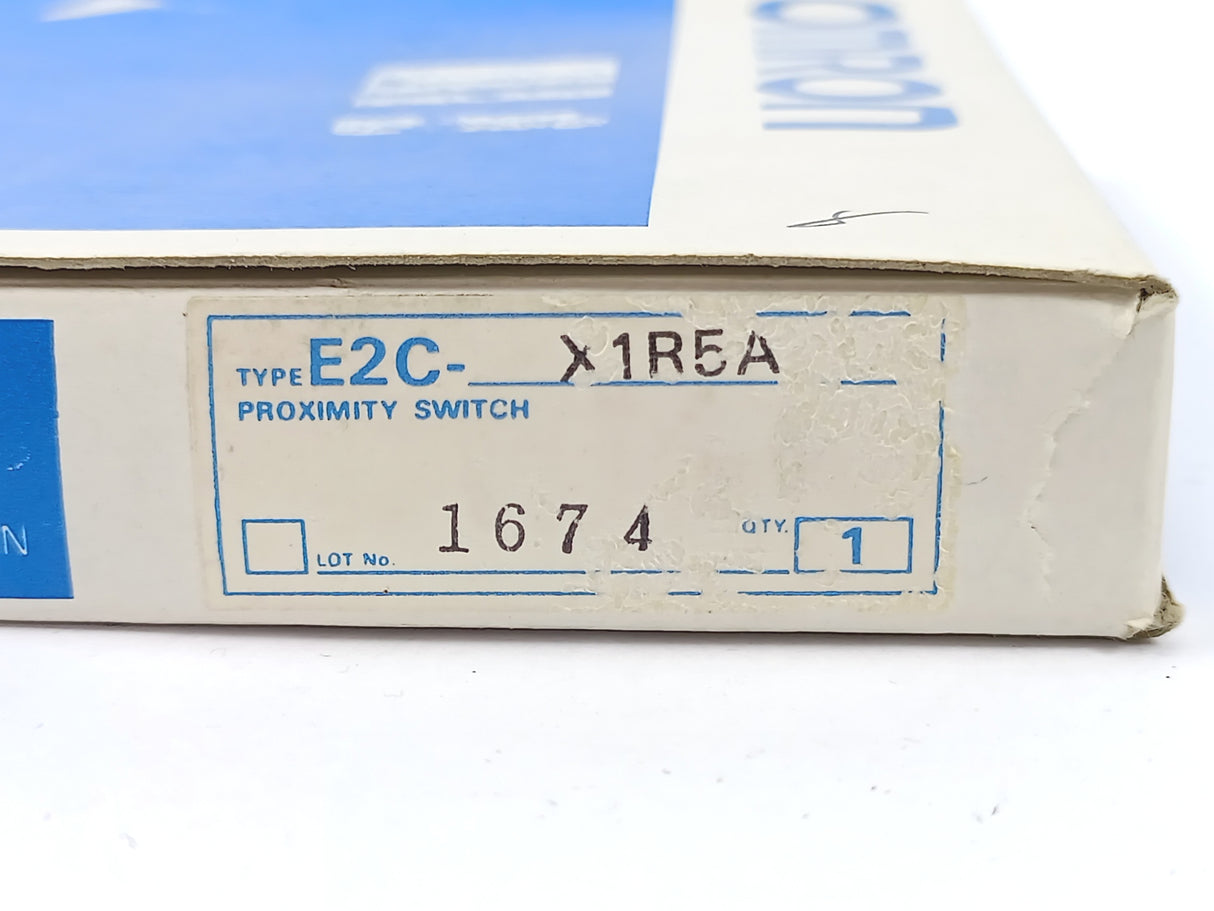 OMRON
TYPE E2C- X1R5A
PROXIMITY SWITCH
1674
LOT No.
QTY. 1
N